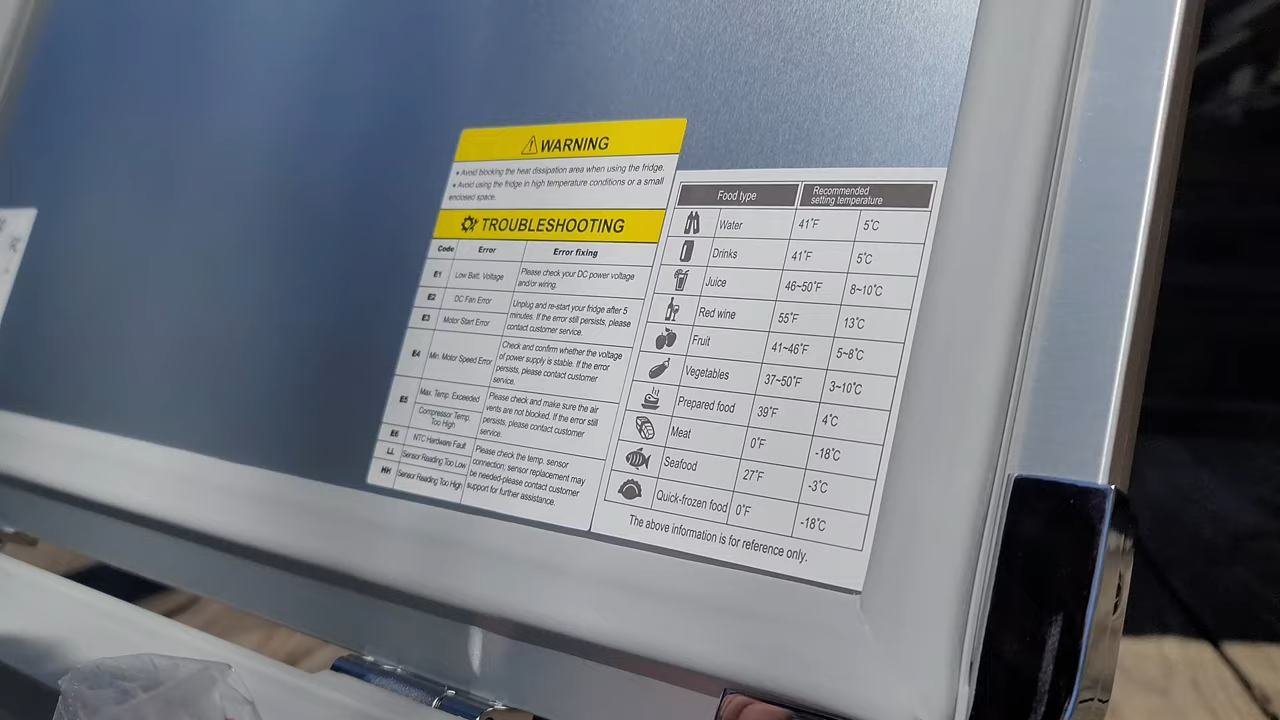 WARNING
• Avoid blocking the heat dissipation area when using the fridge.
• Avoid using the fridge in high temperature conditions or a small
enclosed space.
TROUBLESHOOTING
Code Error Error fixing
E1 Low Batt. Voltage Please check your DC power voltage
and/or wiring.
E2 DC Fan Error
E3 Motor Start Error
Unplug and re-start your fridge after 5
minutes. If the error still persists, please
contact customer service.
E4 Min. Motor Speed Error
Check and confirm whether the voltage
of power supply is stable. If the error
persists, please contact customer
service.
E5 Max. Temp. Exceeded
Compressor Temp.
Too High
Please check and make sure the air
vents are not blocked. If the error still
persists, please contact customer
service.
E6 NTC Hardware Fault
LL Sensor Reading Too Low
HH Sensor Reading Too High
Please check the temp. sensor
connection; sensor replacement may
be needed-please contact customer
support for further assistance.
Food type Recommended
setting temperature
Water 41°F 5°C
Drinks 41°F 5°C
Juice 46~50°F 8~10°C
Red wine 55°F 13°C
Fruit 41~46°F 5~8°C
Vegetables 37~50°F 3~10°C
Prepared food 39°F 4°C
Meat 0°F -18°C
Seafood 27°F -3°C
Quick-frozen food 0°F -18°C
The above information is for reference only.